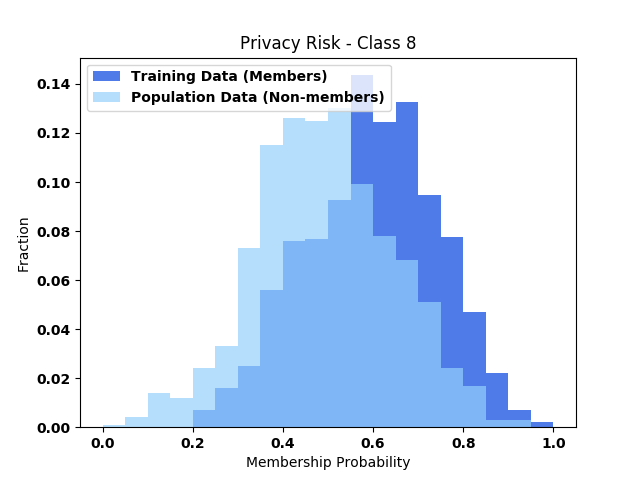 Privacy Risk - Class 8
Training Data (Members)
Population Data (Non-members)
Fraction
0.14
0.12
0.10
0.08
0.06
0.04
0.02
0.00
0.0 0.2 0.4 0.6 0.8 1.0
Membership Probability